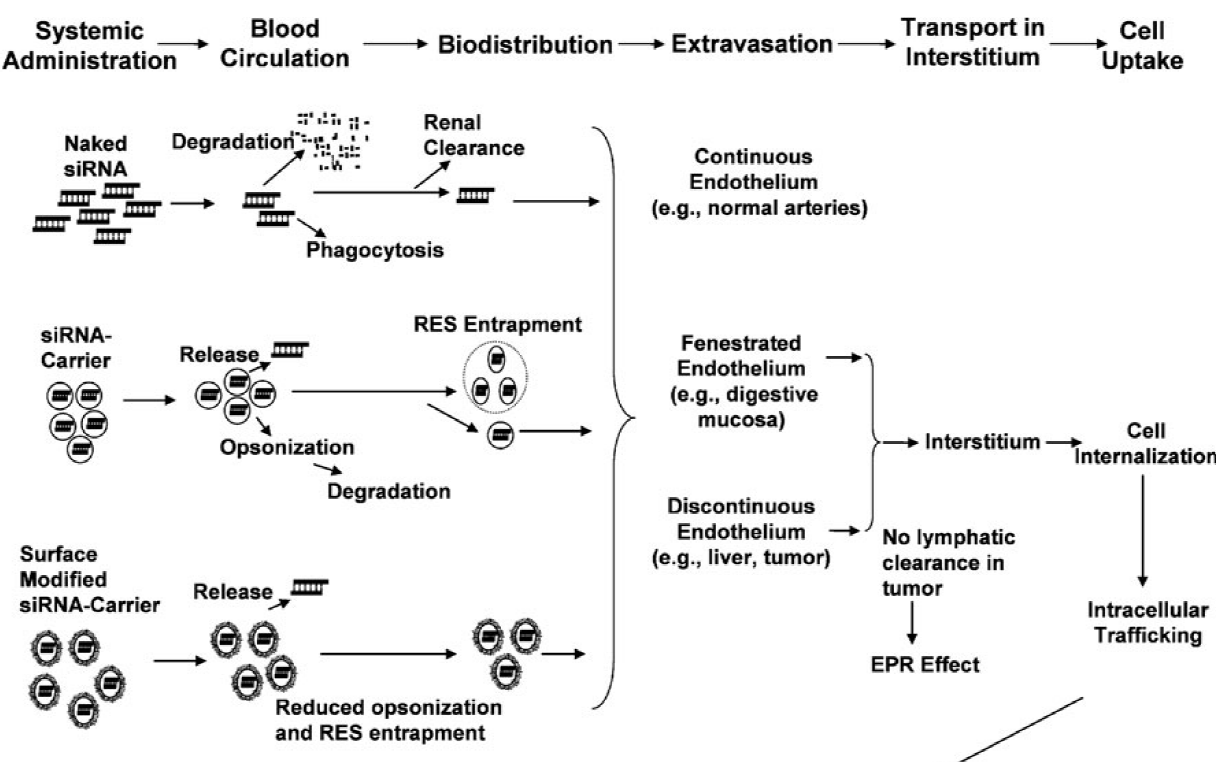 Systemic
Administration
Blood
Circulation
Biodistribution
Extravasation
Transport in
Interstitium
Cell
Uptake
Naked
siRNA
Degradation
Renal
Clearance
Phagocytosis
Continuous
Endothelium
(e.g., normal arteries)
siRNA-
Carrier
Release
Opsonization
Degradation
RES Entrapment
Fenestrated
Endothelium
(e.g., digestive
mucosa)
Interstitium
Cell
Internalization
Discontinuous
Endothelium
(e.g., liver, tumor)
No lymphatic
clearance in
tumor
EPR Effect
Intracellular
Trafficking
Surface
Modified
siRNA-Carrier
Release
Reduced opsonization
and RES entrapment